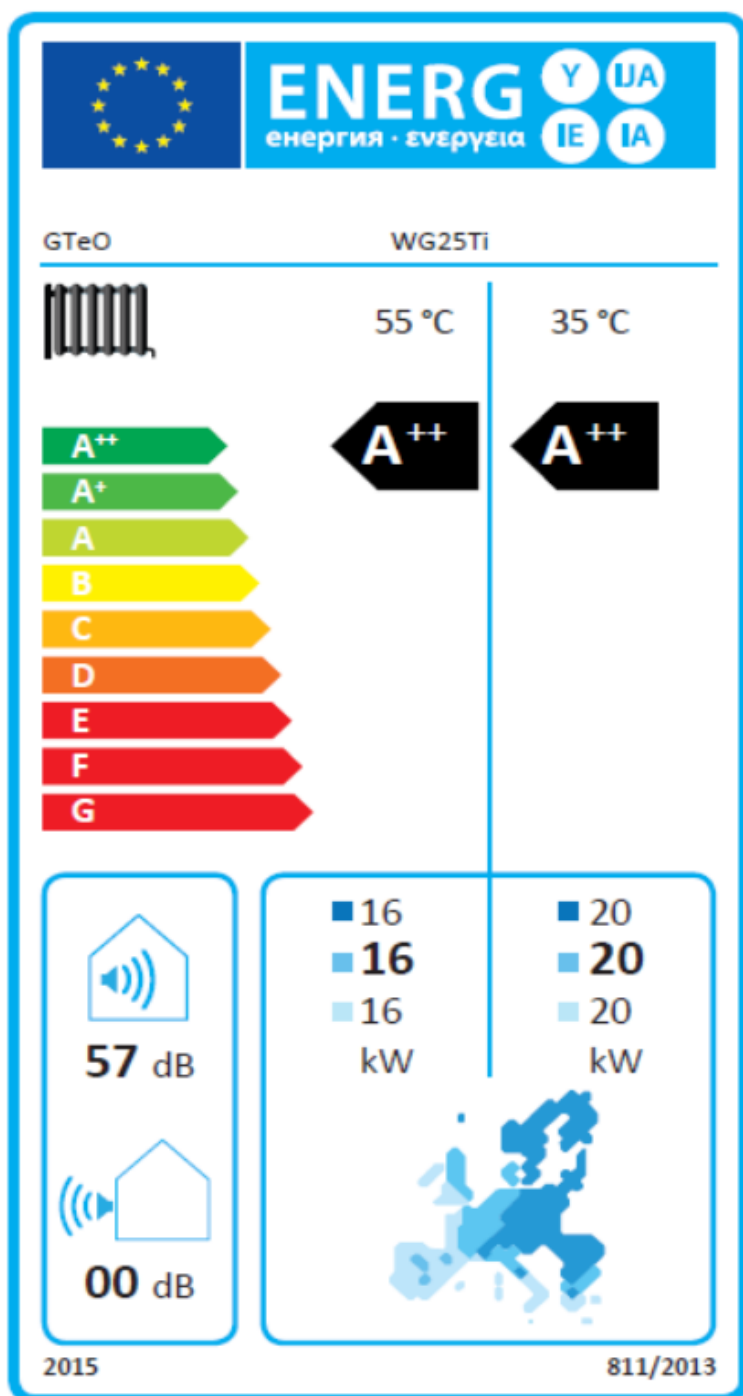 ENERG Y IJA
енергия · ενεργεια IE IA
GTeO WG25Ti
55 °C 35 °C
A++ A++ A++
A+
A
B
C
D
E
F
G
16 20
16 20
16 20
kW kW
57 dB
00 dB
2015 811/2013